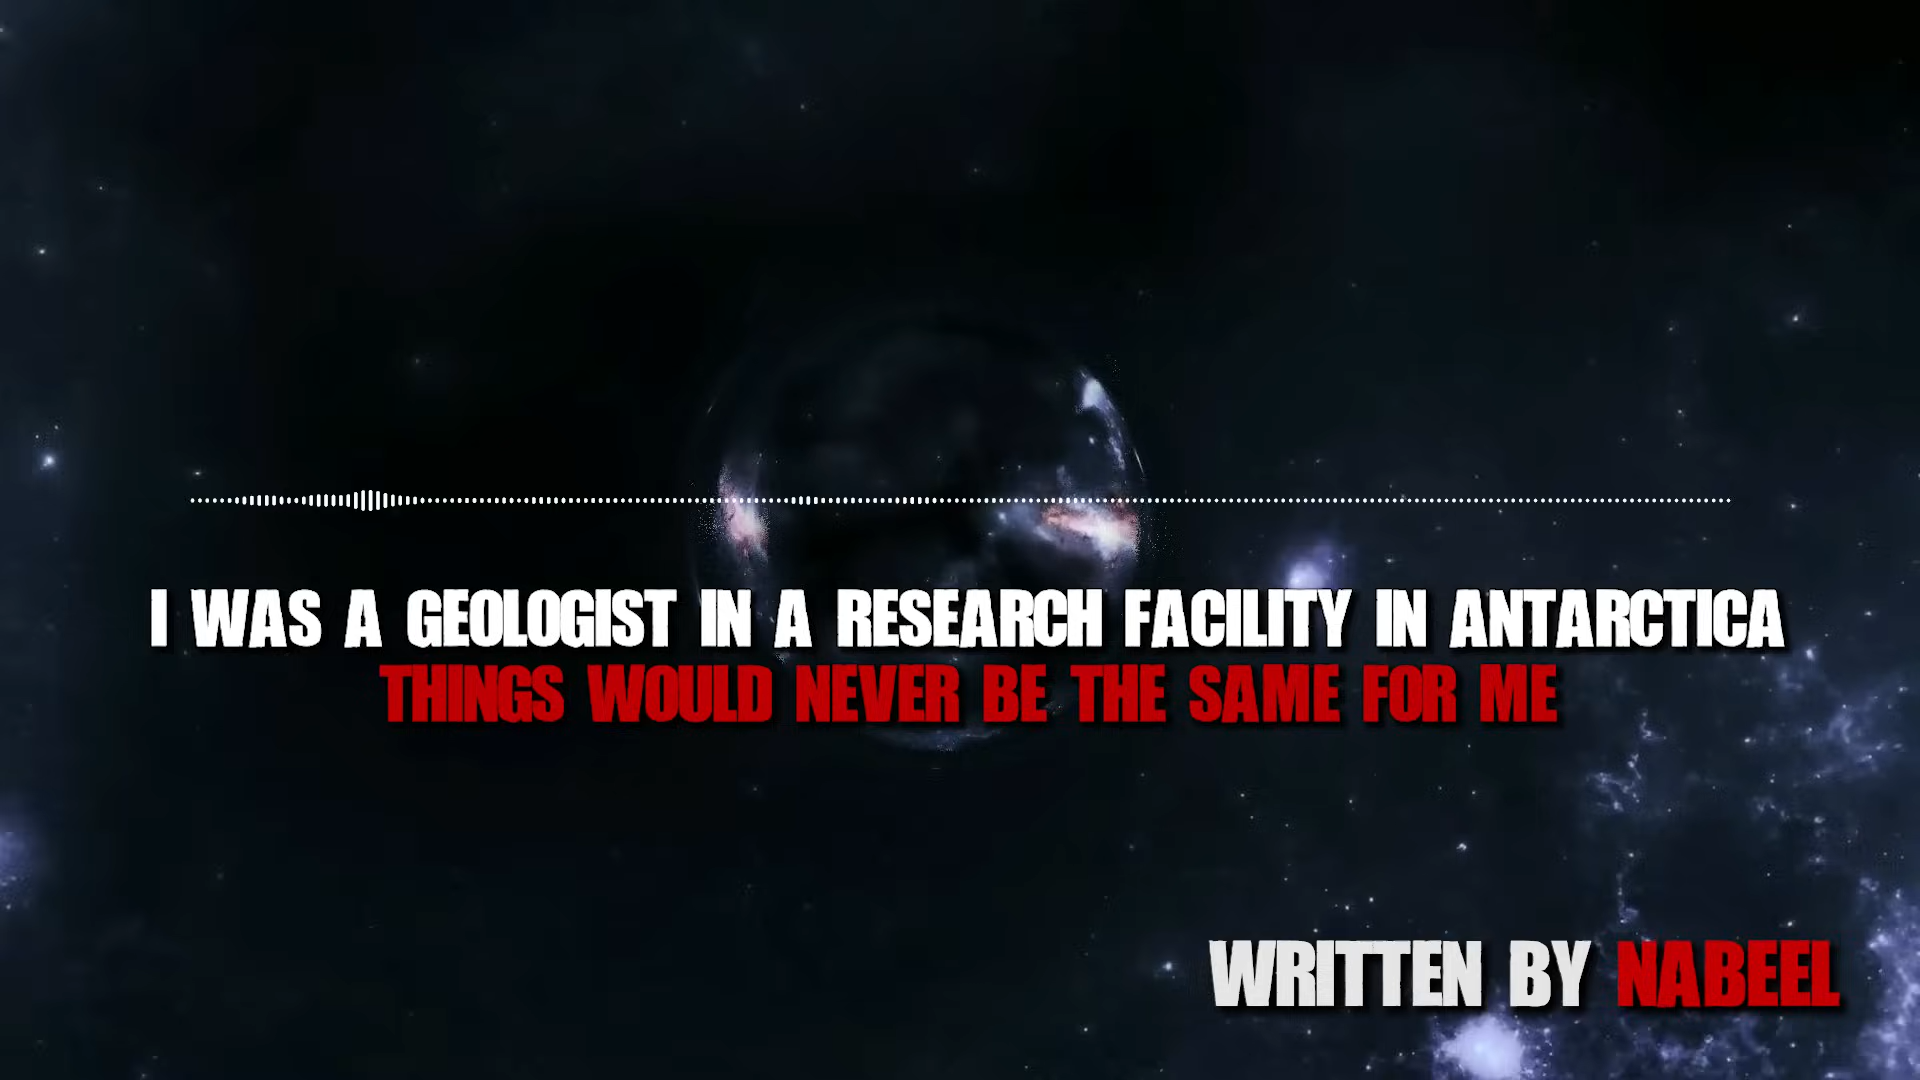 I WAS A GEOLOGIST IN A RESEARCH FACILITY IN ANTARCTICA
THINGS WOULD NEVER BE THE SAME FOR ME
WRITTEN BY NABEEL